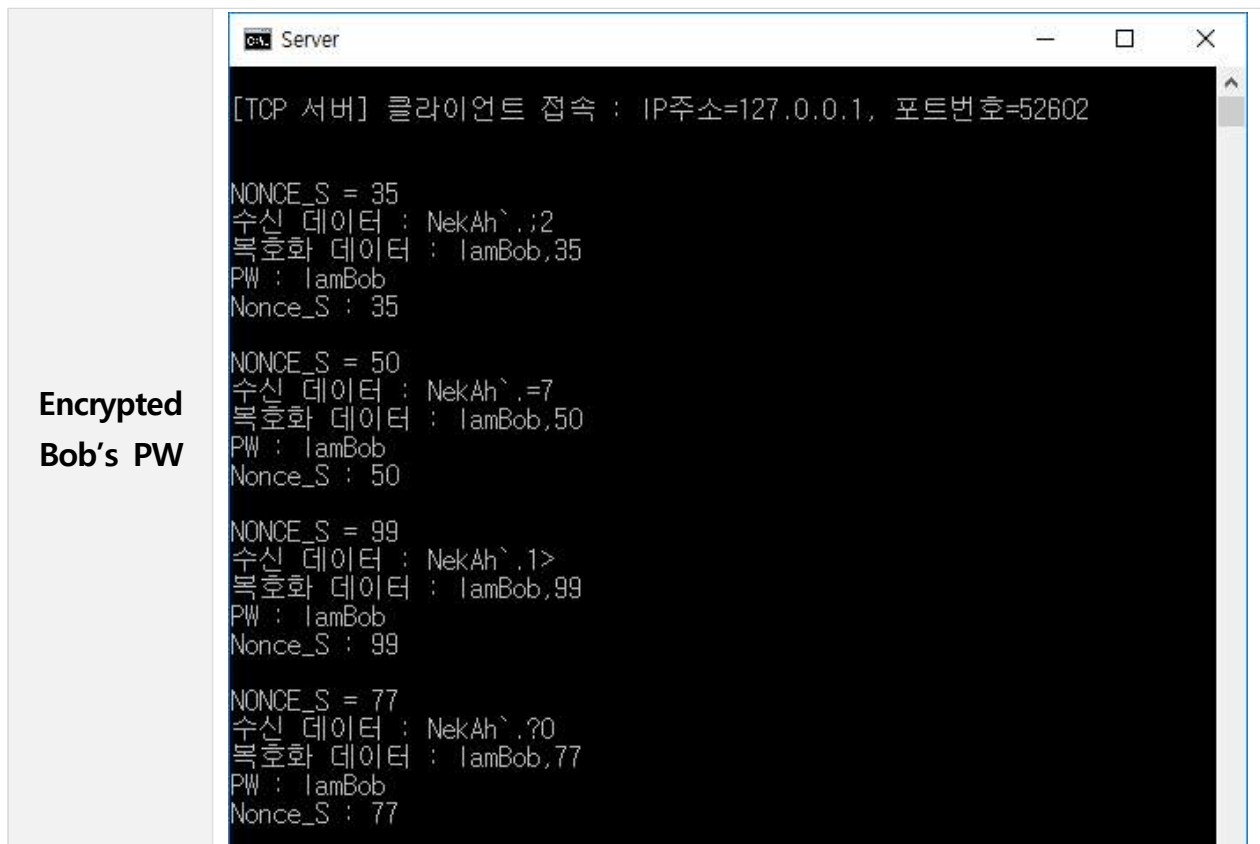 Server
[TCP 서버] 클라이언트 접속 : IP주소=127.0.0.1, 포트번호=52602
Encrypted
Bob's PW
NONCE_S = 35
수신 데이터 : NekAh`.;2
복호화 데이터 : IamBob,35
PW : IamBob
Nonce_S : 35
NONCE_S = 50
수신 데이터 : NekAh`.=7
복호화 데이터 : IamBob,50
PW : IamBob
Nonce_S : 50
NONCE_S = 99
수신 데이터 : NekAh`.1>
복호화 데이터 : IamBob,99
PW : IamBob
Nonce_S : 99
NONCE_S = 77
수신 데이터 : NekAh`.?0
복호화 데이터 : IamBob,77
PW : IamBob
Nonce_S : 77